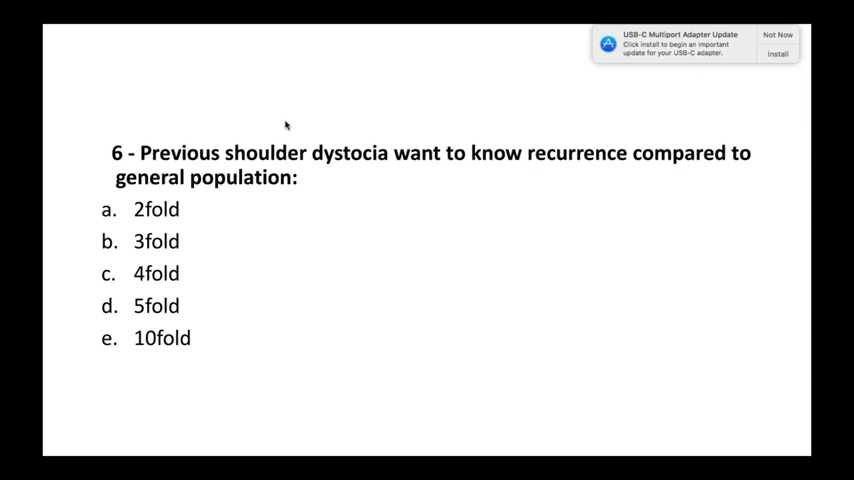 USB-C Multiport Adapter Update
Click install to begin an important
update for your USB-C adapter.
Not Now
Install
6 - Previous shoulder dystocia want to know recurrence compared to
general population:
a. 2fold
b. 3fold
c. 4fold
d. 5fold
e. 10fold